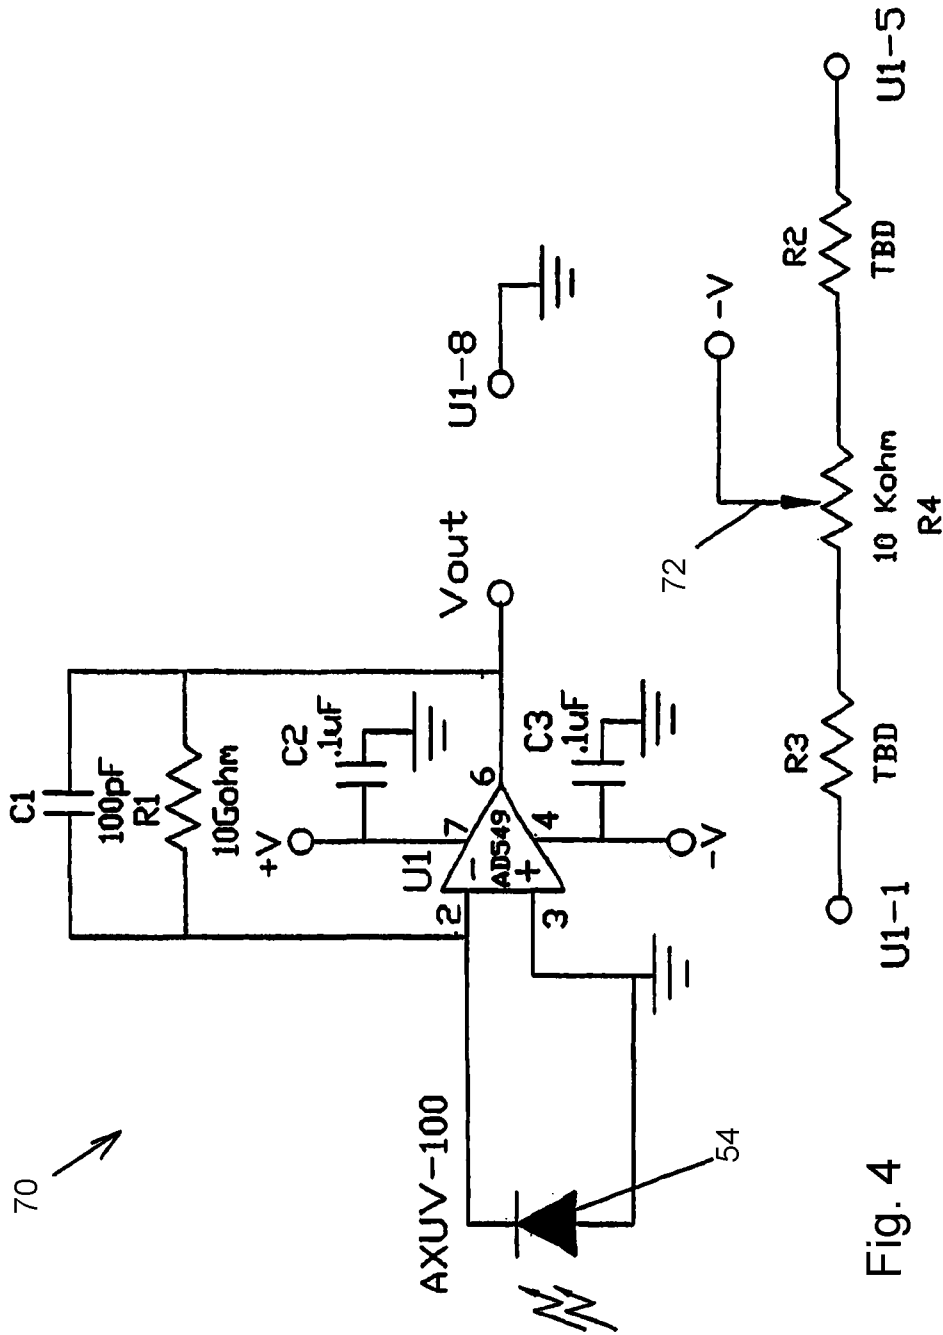 70
C1
100pF
R1
10Gohm
+V
C2
.1uF
U1
7
2
-
AD549
+
6
3
4
Vout
C3
.1uF
-V
U1-8
AXUV-100
54
-V
72
R3
TBD
10 Kohm
R4
R2
TBD
U1-1
U1-5
Fig. 4